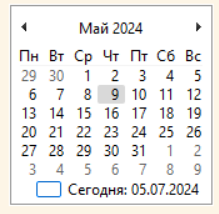 Май 2024
Пн Вт Ср Чт Пт Сб Вс
29 30 1 2 3 4 5
6 7 8 9 10 11 12
13 14 15 16 17 18 19
20 21 22 23 24 25 26
27 28 29 30 31 1 2
3 4 5 6 7 8 9
Сегодня: 05.07.2024